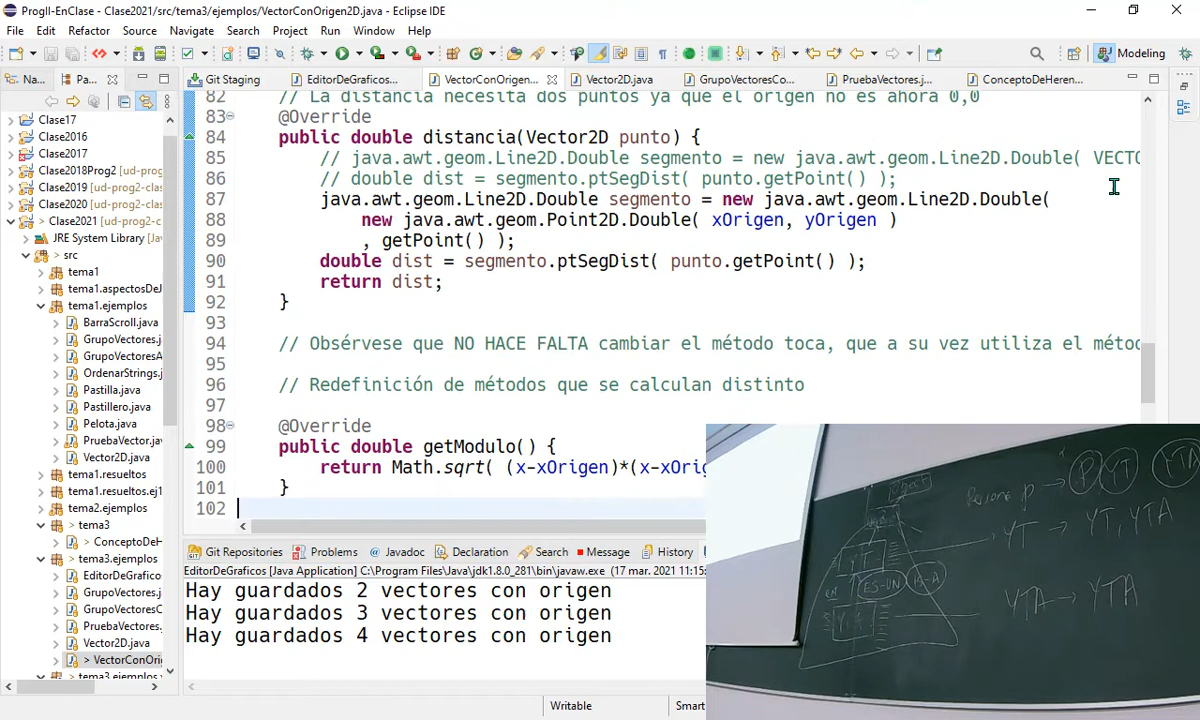 ProgII-EnClase - Clase2021/src/tema3/ejemplos/VectorConOrigen2D.java - Eclipse IDE
File Edit Refactor Source Navigate Search Project Run Window Help
Modeling
Na... Pa... Git Staging EditorDeGraficos... VectorConOrigen... Vector2D.java GrupoVectoresCo... PruebaVectores.j... ConceptoDeHeren...
Clase17
Clase2016
Clase2017
Clase2018Prog2 [ud-prog2-
Clase2019 [ud-prog2-clas
Clase2020 [ud-prog2-clas
> Clase2021 [ud-prog2-c
JRE System Library [JavaS
> src
tema1
tema1.aspectosDeJ
tema1.ejemplos
BarraScroll.java
GrupoVectores.j
GrupoVectoresA
OrdenarStrings.j
Pastilla.java
Pastillero.java
Pelota.java
PruebaVector.jav
Vector2D.java
tema1.resueltos
tema1.resueltos.ej1
tema2.ejemplos
> tema3
> ConceptoDeH
> tema3.ejemplos
EditorDeGrafico
GrupoVectores.j
GrupoVectoresC
PruebaVectores.
Vector2D.java
> VectorConOri
tema3.ejemplos
82 // La distancia necesita dos puntos ya que el origen no es ahora 0,0
83 @Override
84 public double distancia(Vector2D punto) {
85 // java.awt.geom.Line2D.Double segmento = new java.awt.geom.Line2D.Double( VECTO
86 // double dist = segmento.ptSegDist( punto.getPoint() );
87 java.awt.geom.Line2D.Double segmento = new java.awt.geom.Line2D.Double(
88 new java.awt.geom.Point2D.Double( xOrigen, yOrigen )
89 , getPoint() );
90 double dist = segmento.ptSegDist( punto.getPoint() );
91 return dist;
92 }
93
94 // Obsérvese que NO HACE FALTA cambiar el método toca, que a su vez utiliza el métod
95
96 // Redefinición de métodos que se calculan distinto
97
98 @Override
99 public double getModulo() {
100 return Math.sqrt( (x-xOrigen)*(x-xOrig
101 }
102
Git Repositories Problems Javadoc Declaration Search Message History
EditorDeGraficos [Java Application] C:\Program Files\Java\jdk1.8.0_281\bin\javaw.exe (17 mar. 2021 11:15:
Hay guardados 2 vectores con origen
Hay guardados 3 vectores con origen
Hay guardados 4 vectores con origen
Writable Smart
Object
Persona p → P YT YTA
YT → YT, YTA
YT
ES-UN IS-A
YTA → YTA